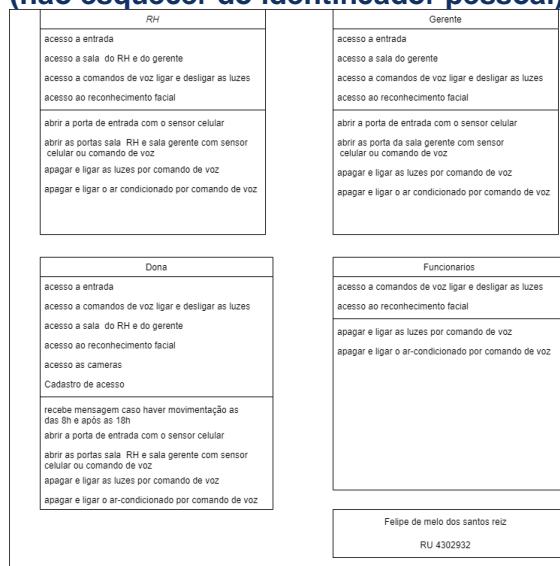 (não esquecer do identificador pessoal)
RH
acesso a entrada
acesso a sala do RH e do gerente
acesso a comandos de voz ligar e desligar as luzes
acesso ao reconhecimento facial
abrir a porta de entrada com o sensor celular
abrir as portas sala RH e sala gerente com sensor
celular ou comando de voz
apagar e ligar as luzes por comando de voz
apagar e ligar o ar condicionado por comando de voz
Gerente
acesso a entrada
acesso a sala do gerente
acesso a comandos de voz ligar e desligar as luzes
acesso ao reconhecimento facial
abrir a porta de entrada com o sensor celular
abrir as porta da sala gerente com sensor
celular ou comando de voz
apagar e ligar as luzes por comando de voz
apagar e ligar o ar condicionado por comando de voz
Dona
acesso a entrada
acesso a comandos de voz ligar e desligar as luzes
acesso a sala do RH e do gerente
acesso ao reconhecimento facial
acesso as cameras
Cadastro de acesso
recebe mensagem caso haver movimentação as
das 8h e após as 18h
abrir a porta de entrada com o sensor celular
abrir as portas sala RH e sala gerente com sensor
celular ou comando de voz
apagar e ligar as luzes por comando de voz
apagar e ligar o ar-condicionado por comando de voz
Funcionarios
acesso a comandos de voz ligar e desligar as luzes
acesso ao reconhecimento facial
apagar e ligar as luzes por comando de voz
apagar e ligar o ar-condicionado por comando de voz
Felipe de melo dos santos reiz
RU 4302932